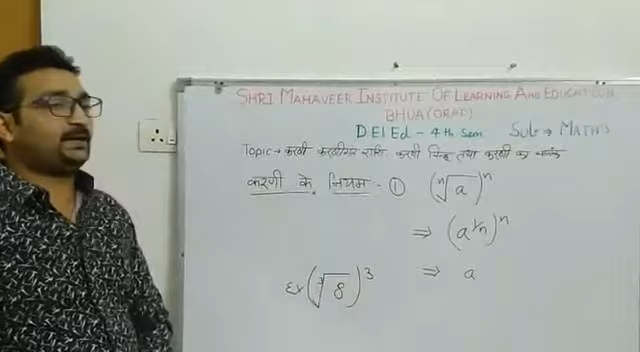 SHRI MAHAVEER INSTITUTE OF LEARNING AND EDUCATION
BHUA (ORAI)
D El Ed - 4th Sem Sub → MATHS
Topic → करणी करणीगत राशि करणी चिन्ह तथा करणी का
करणी के नियम - ① (ⁿ√a)ⁿ
⇒ (a^1/n)ⁿ
Ex (³√8)³ ⇒ a